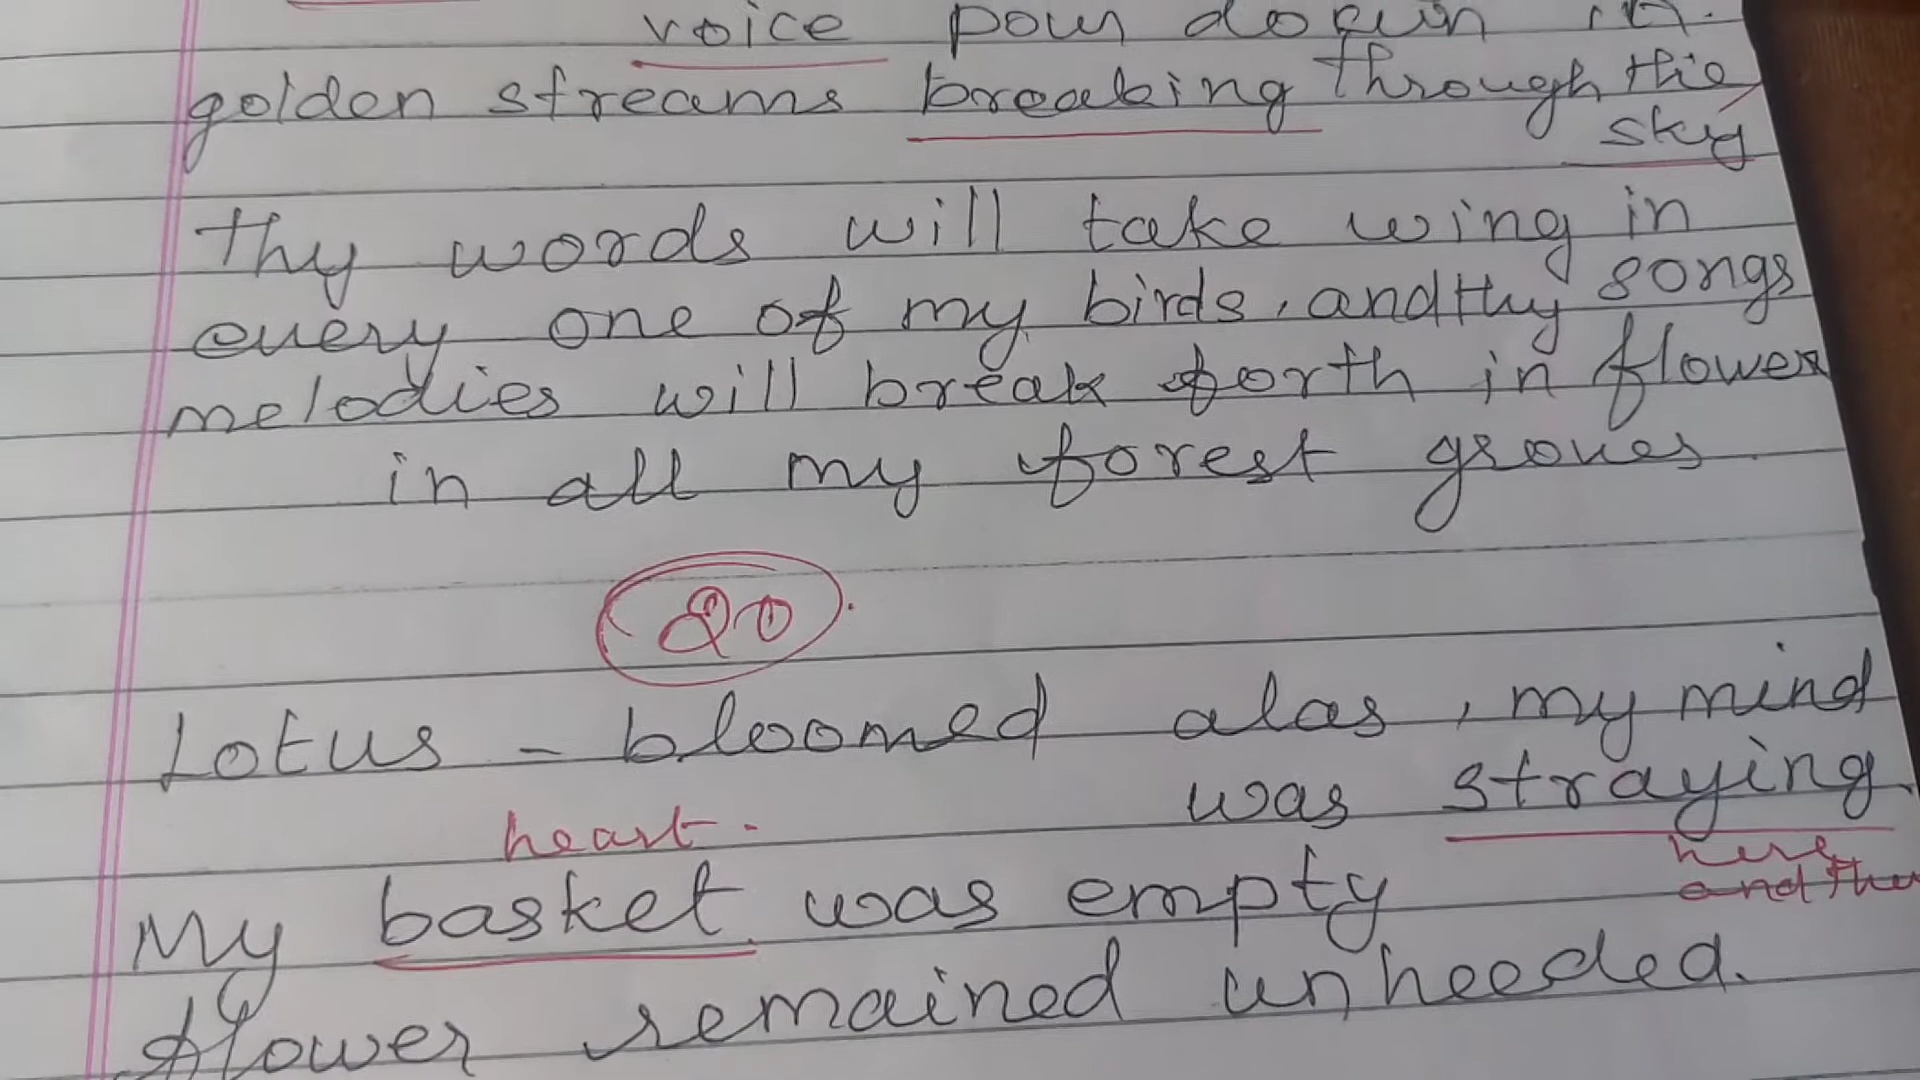 voice pour down in
golden streams breaking through the
sky
Thy words will take wing in
every one of my birds, and thy songs
melodies will break forth in flower
in all my forest groves
20
Lotus - bloomed alas, my mind
was straying
heart.
here
and the
My basket was empty
flower remained unheeded.